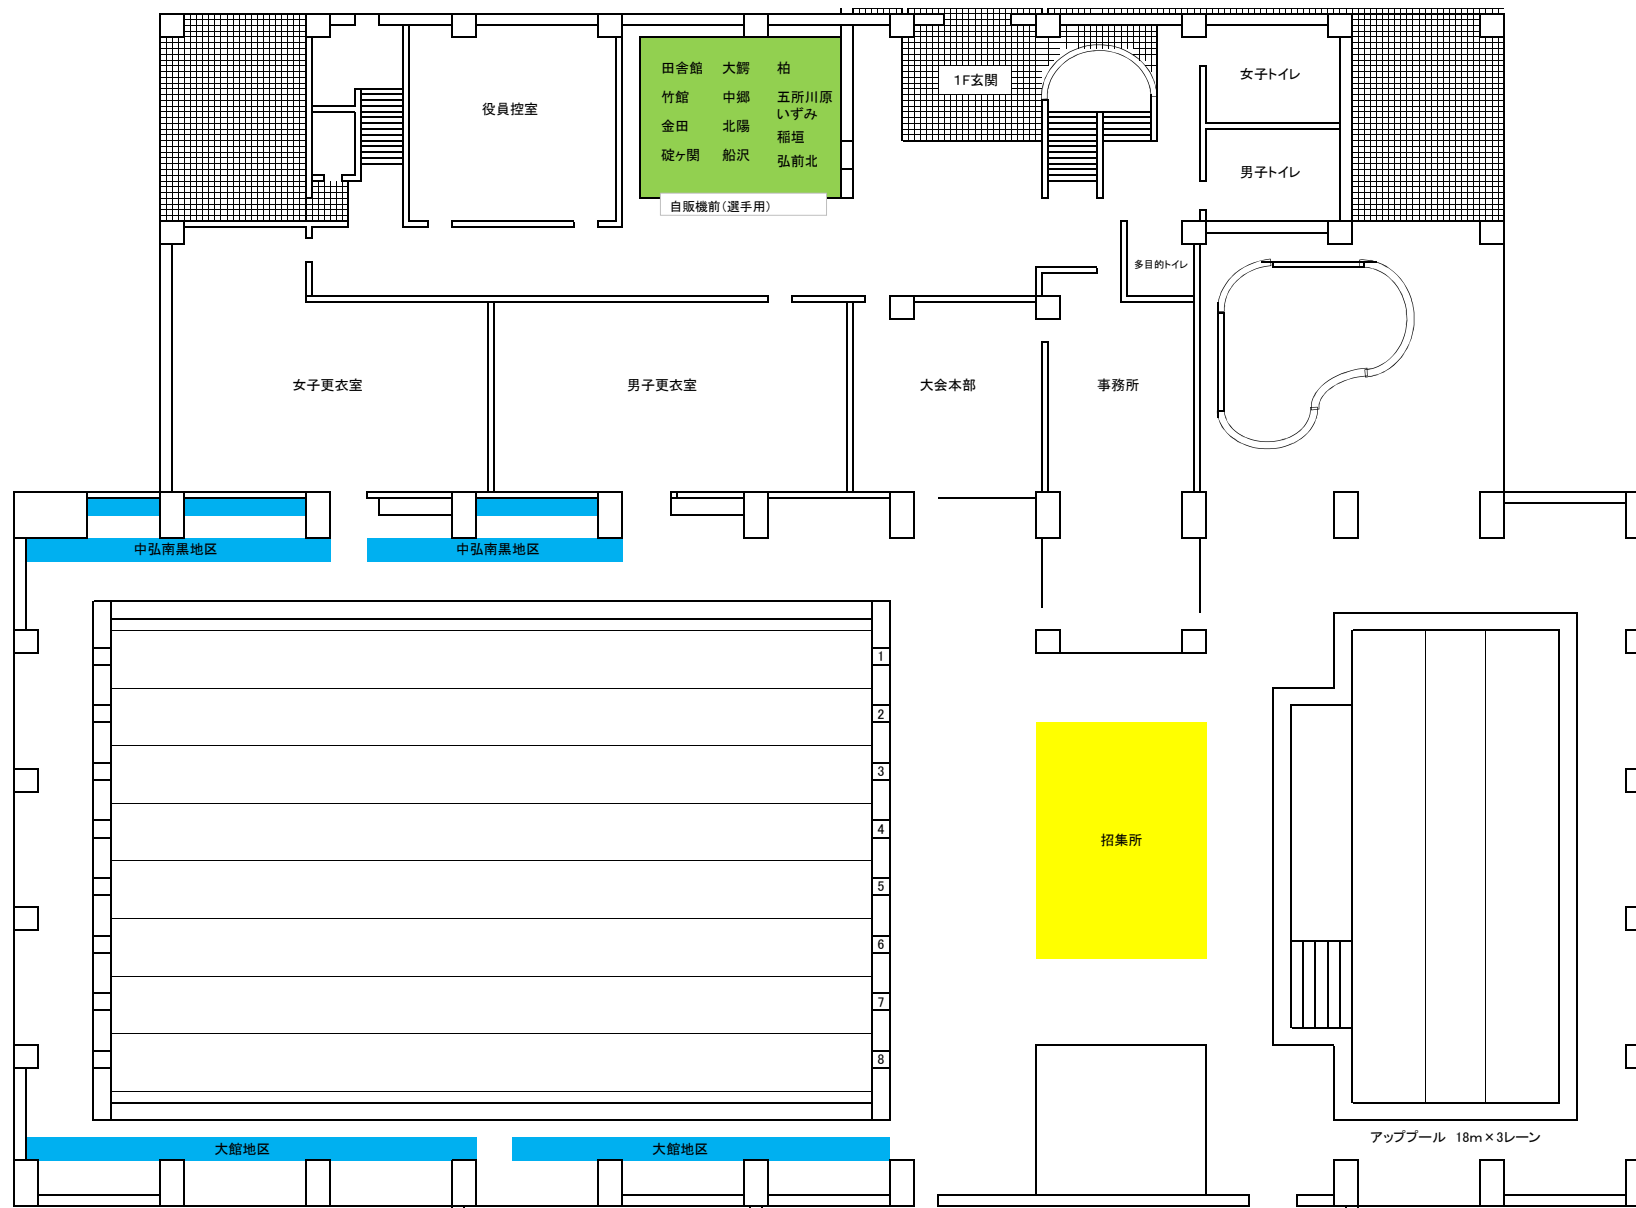 田舎館 大鰐 柏
竹館 中郷 五所川原
いずみ
金田 北陽 稲垣
碇ヶ関 船沢 弘前北
自販機前(選手用)
役員控室
1F玄関
女子トイレ
男子トイレ
多目的トイレ
女子更衣室
男子更衣室
大会本部
事務所
中弘南黒地区
中弘南黒地区
1
2
3
4
5
6
7
8
招集所
大館地区
大館地区
アッププール 18m×3レーン